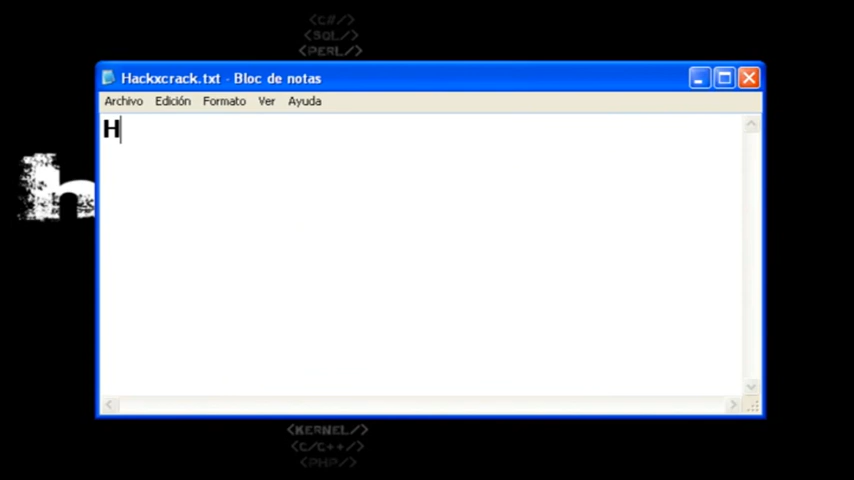 <C#/>
<SQL/>
<PERL/>
Hackxcrack.txt - Bloc de notas
Archivo Edición Formato Ver Ayuda
H
h
<KERNEL/>
<C/C++/>
<PHP/>